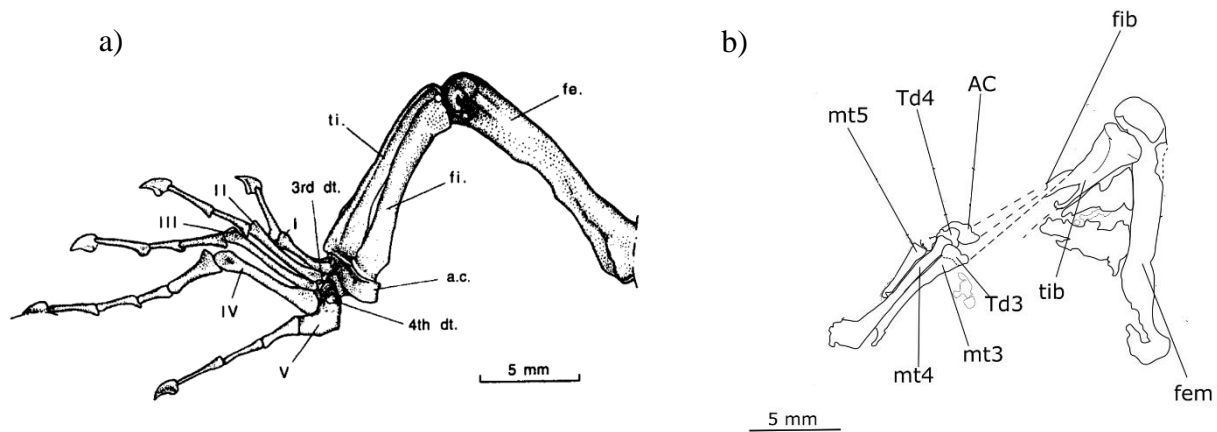 a)
ti.
fe.
3rd dt.
II
I
III
fi.
IV
a.c.
4th dt.
V
5 mm
b)
fib
AC
Td4
mt5
Td3
tib
mt3
mt4
fem
5 mm